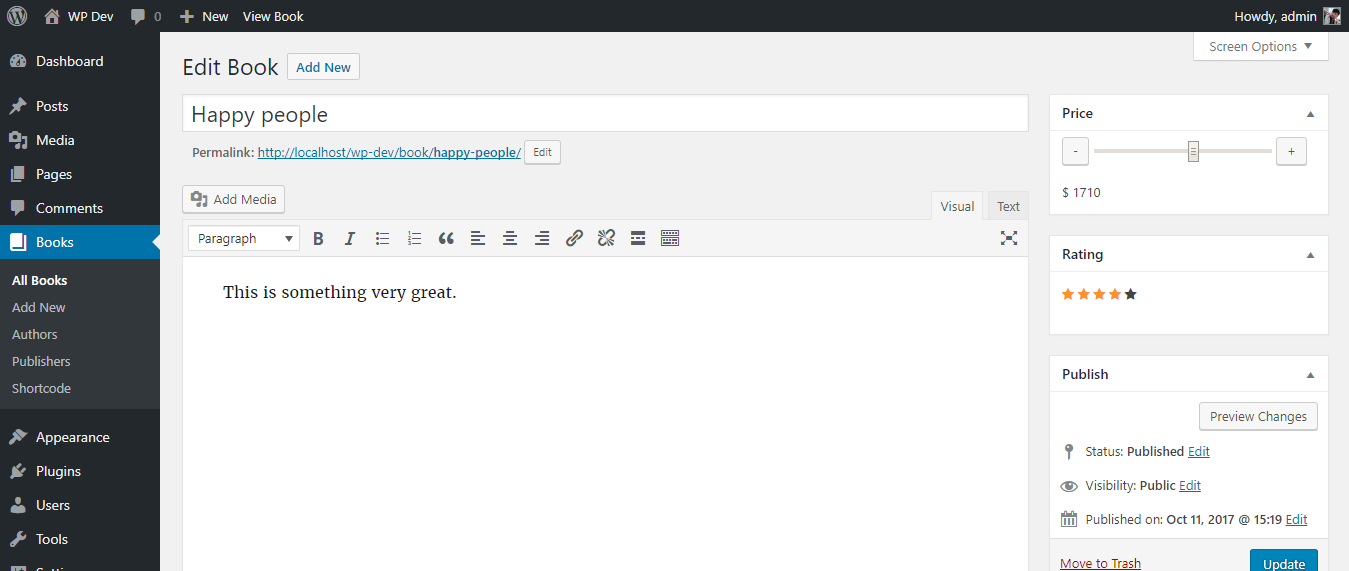 WP Dev 0 New View Book Howdy, admin
Screen Options
Dashboard
Posts
Media
Pages
Comments
Books
All Books
Add New
Authors
Publishers
Shortcode
Appearance
Plugins
Users
Tools
Edit Book Add New
Happy people
Permalink: http://localhost/wp-dev/book/happy-people/ Edit
Add Media
Visual Text
Paragraph B I
This is something very great.
Price
- +
$ 1710
Rating
Publish
Preview Changes
Status: Published Edit
Visibility: Public Edit
Published on: Oct 11, 2017 @ 15:19 Edit
Move to Trash Update